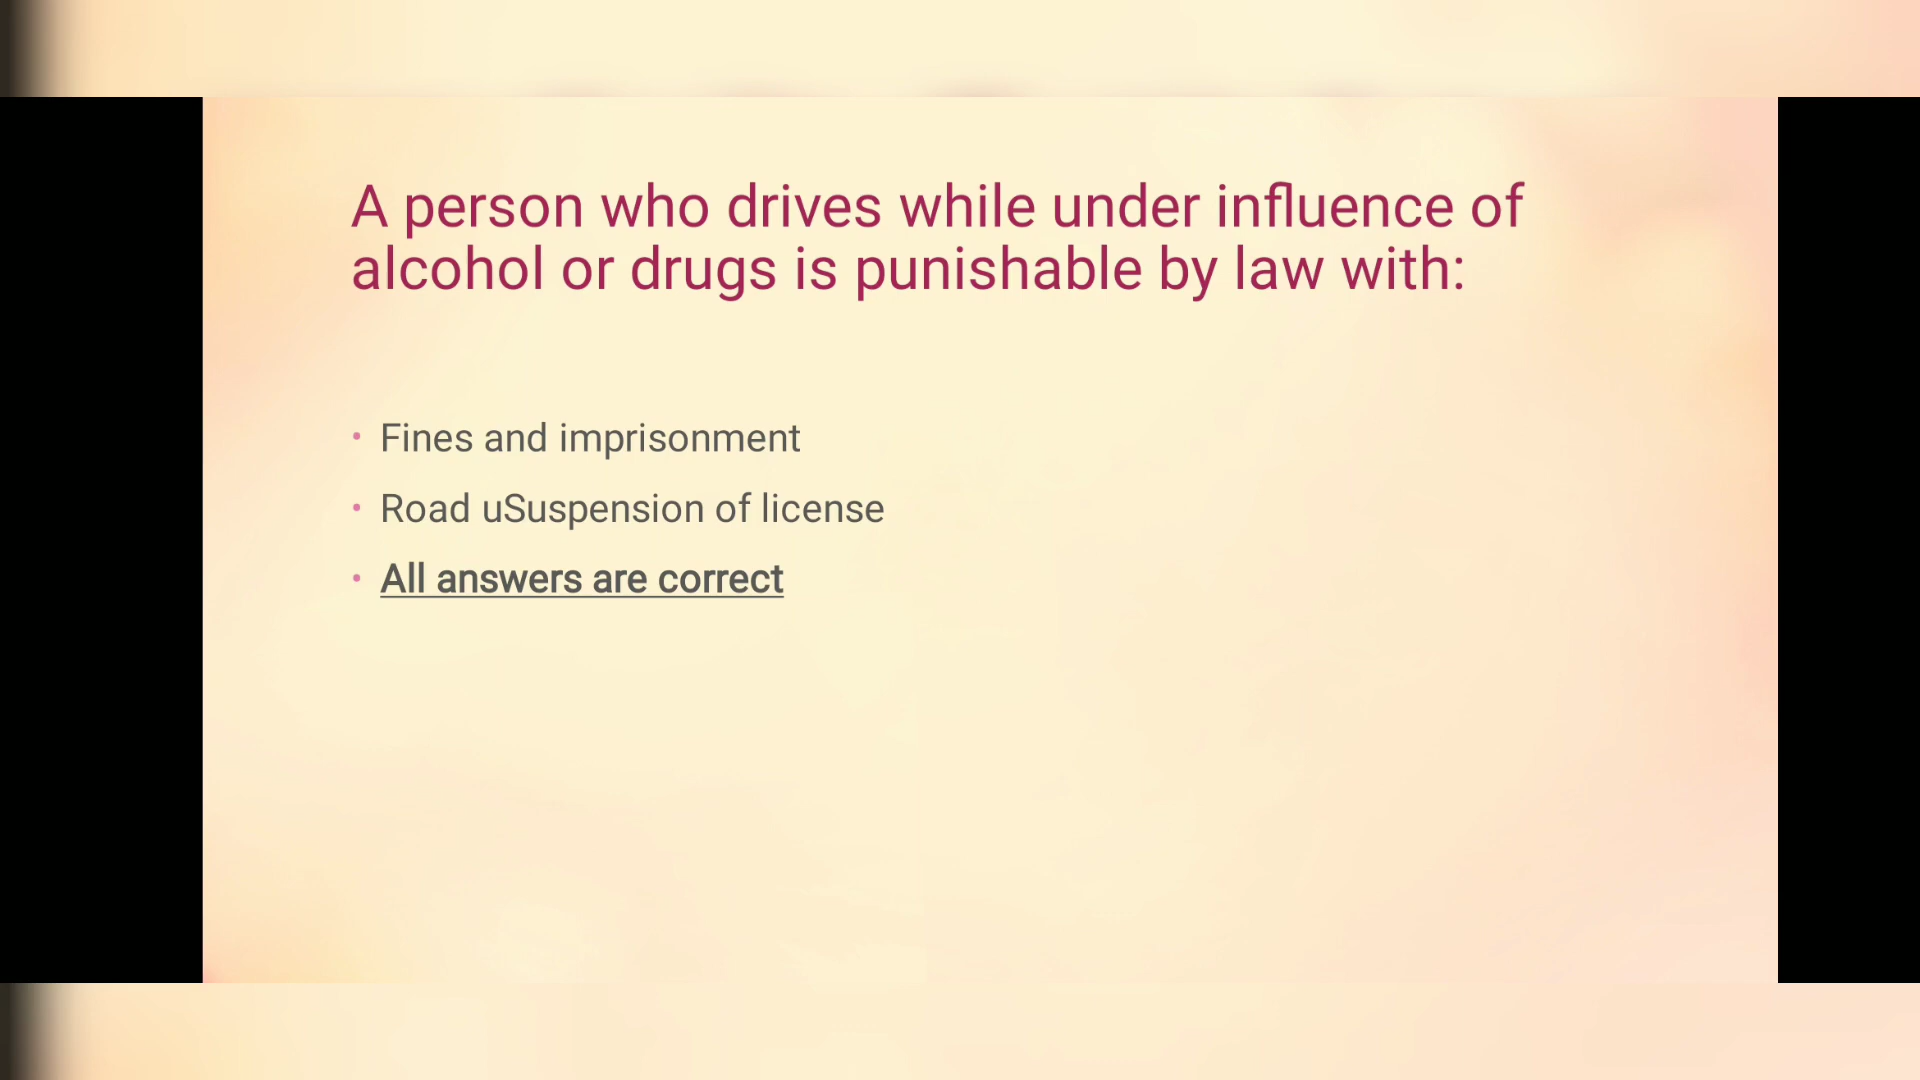 A person who drives while under influence of
alcohol or drugs is punishable by law with:
• Fines and imprisonment
• Road uSuspension of license
• All answers are correct